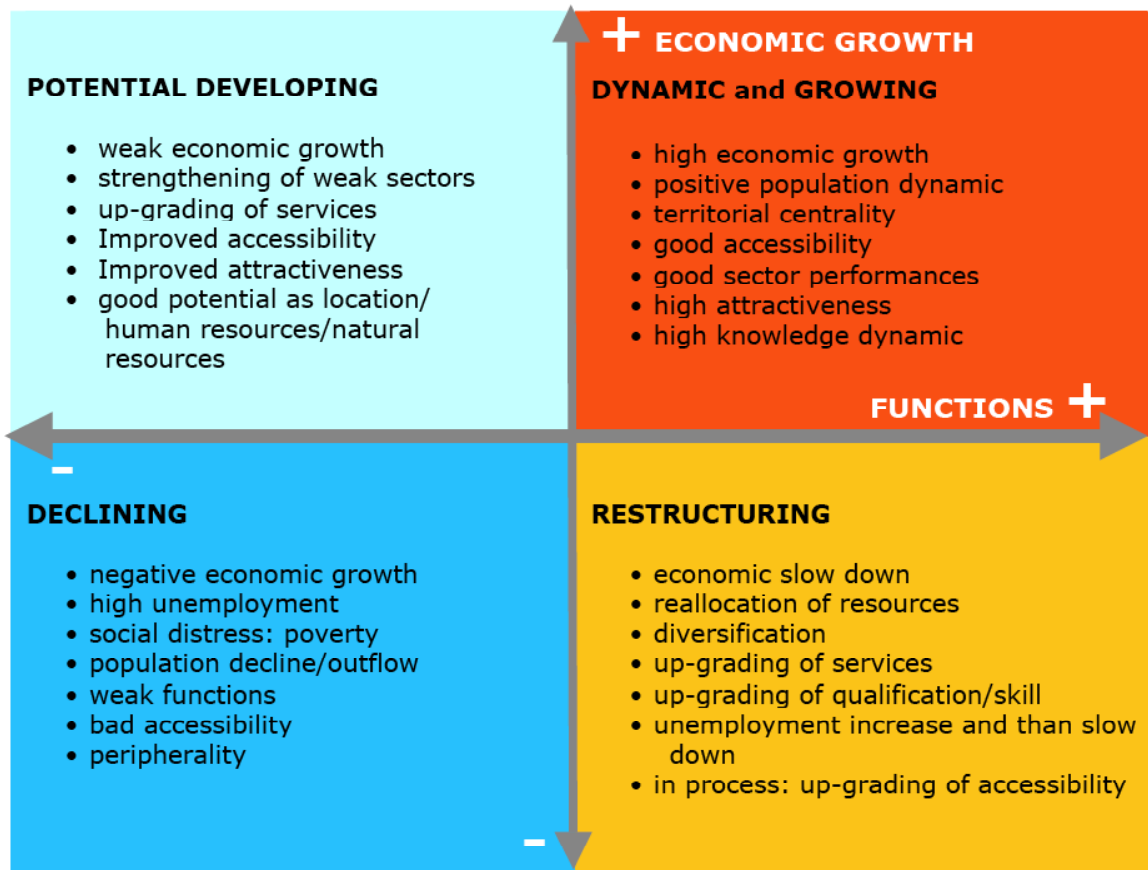 + ECONOMIC GROWTH
POTENTIAL DEVELOPING
• weak economic growth
• strengthening of weak sectors
• up-grading of services
• Improved accessibility
• Improved attractiveness
• good potential as location/
human resources/natural
resources
DYNAMIC and GROWING
• high economic growth
• positive population dynamic
• territorial centrality
• good accessibility
• good sector performances
• high attractiveness
• high knowledge dynamic
FUNCTIONS +
-
DECLINING
• negative economic growth
• high unemployment
• social distress: poverty
• population decline/outflow
• weak functions
• bad accessibility
• peripherality
RESTRUCTURING
• economic slow down
• reallocation of resources
• diversification
• up-grading of services
• up-grading of qualification/skill
• unemployment increase and than slow
down
• in process: up-grading of accessibility
-